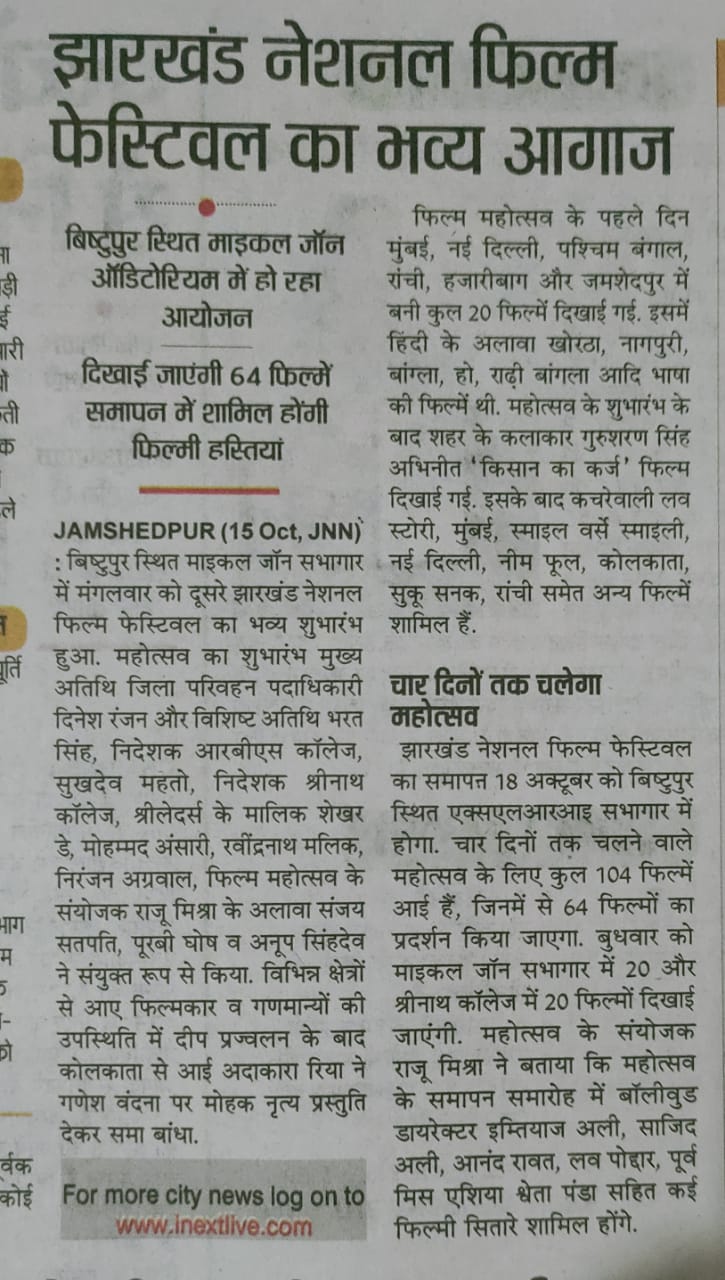 झारखंड नेशनल फिल्म
फेस्टिवल का भव्य आगाज
बिष्टुपुर स्थित माइकल जॉन
ऑडिटोरियम में हो रहा
आयोजन
दिखाई जाएंगी 64 फिल्में
समापन में शामिल होंगी
फिल्मी हस्तियां
JAMSHEDPUR (15 Oct, JNN)
: बिष्टुपुर स्थित माइकल जॉन सभागार
में मंगलवार को दूसरे झारखंड नेशनल
फिल्म फेस्टिवल का भव्य शुभारंभ
हुआ. महोत्सव का शुभारंभ मुख्य
अतिथि जिला परिवहन पदाधिकारी
दिनेश रंजन और विशिष्ट अतिथि भरत
सिंह, निदेशक आरबीएस कॉलेज,
सुखदेव महतो, निदेशक श्रीनाथ
कॉलेज, श्रीलेदर्स के मालिक शेखर
डे, मोहम्मद अंसारी, रवींद्रनाथ मलिक,
निरंजन अग्रवाल, फिल्म महोत्सव के
संयोजक राजू मिश्रा के अलावा संजय
सतपति, पूरबी घोष व अनूप सिंहदेव
ने संयुक्त रूप से किया. विभिन्न क्षेत्रों
से आए फिल्मकार व गणमान्यों की
उपस्थिति में दीप प्रज्वलन के बाद
कोलकाता से आई अदाकारा रिया ने
गणेश वंदना पर मोहक नृत्य प्रस्तुति
देकर समा बांधा.
For more city news log on to
www.inextlive.com
फिल्म महोत्सव के पहले दिन
मुंबई, नई दिल्ली, पश्चिम बंगाल,
रांची, हजारीबाग और जमशेदपुर में
बनी कुल 20 फिल्में दिखाई गई. इसमें
हिंदी के अलावा खोरठा, नागपुरी,
बांग्ला, हो, राढ़ी बांगला आदि भाषा
की फिल्में थी. महोत्सव के शुभारंभ के
बाद शहर के कलाकार गुरुशरण सिंह
अभिनीत ‘किसान का कर्ज’ फिल्म
दिखाई गई. इसके बाद कचरेवाली लव
स्टोरी, मुंबई, स्माइल वर्से स्माइली,
नई दिल्ली, नीम फूल, कोलकाता,
सुकू सनक, रांची समेत अन्य फिल्में
शामिल हैं.
चार दिनों तक चलेगा
महोत्सव
झारखंड नेशनल फिल्म फेस्टिवल
का समापन 18 अक्टूबर को बिष्टुपुर
स्थित एक्सएलआरआइ सभागार में
होगा. चार दिनों तक चलने वाले
महोत्सव के लिए कुल 104 फिल्में
आई हैं, जिनमें से 64 फिल्मों का
प्रदर्शन किया जाएगा. बुधवार को
माइकल जॉन सभागार में 20 और
श्रीनाथ कॉलेज में 20 फिल्मों दिखाई
जाएंगी. महोत्सव के संयोजक
राजू मिश्रा ने बताया कि महोत्सव
के समापन समारोह में बॉलीवुड
डायरेक्टर इम्तियाज अली, साजिद
अली, आनंद रावत, लव पोद्दार, पूर्व
मिस एशिया श्वेता पंडा सहित कई
फिल्मी सितारे शामिल होंगे.